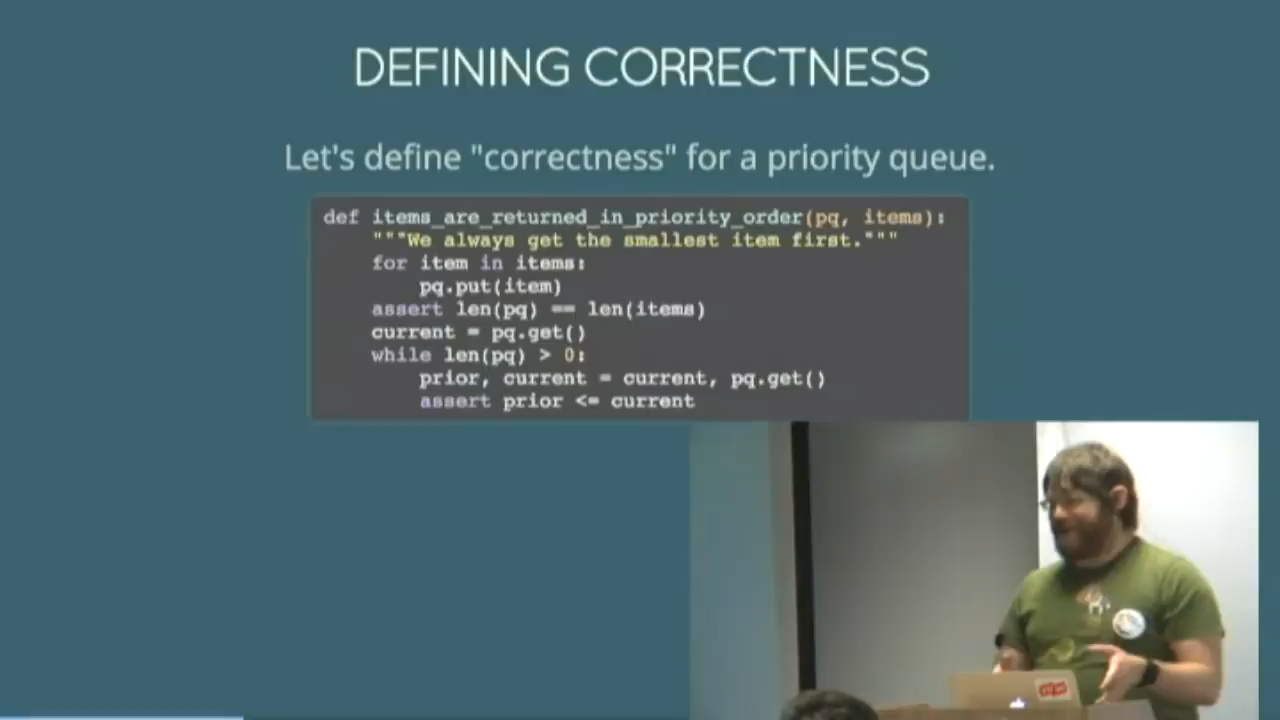 DEFINING CORRECTNESS
Let's define "correctness" for a priority queue.
def items_are_returned_in_priority_order(pq, items):
    """We always get the smallest item first."""
    for item in items:
        pq.put(item)
    assert len(pq) == len(items)
    current = pq.get()
    while len(pq) > 0:
        prior, current = current, pq.get()
        assert prior <= current